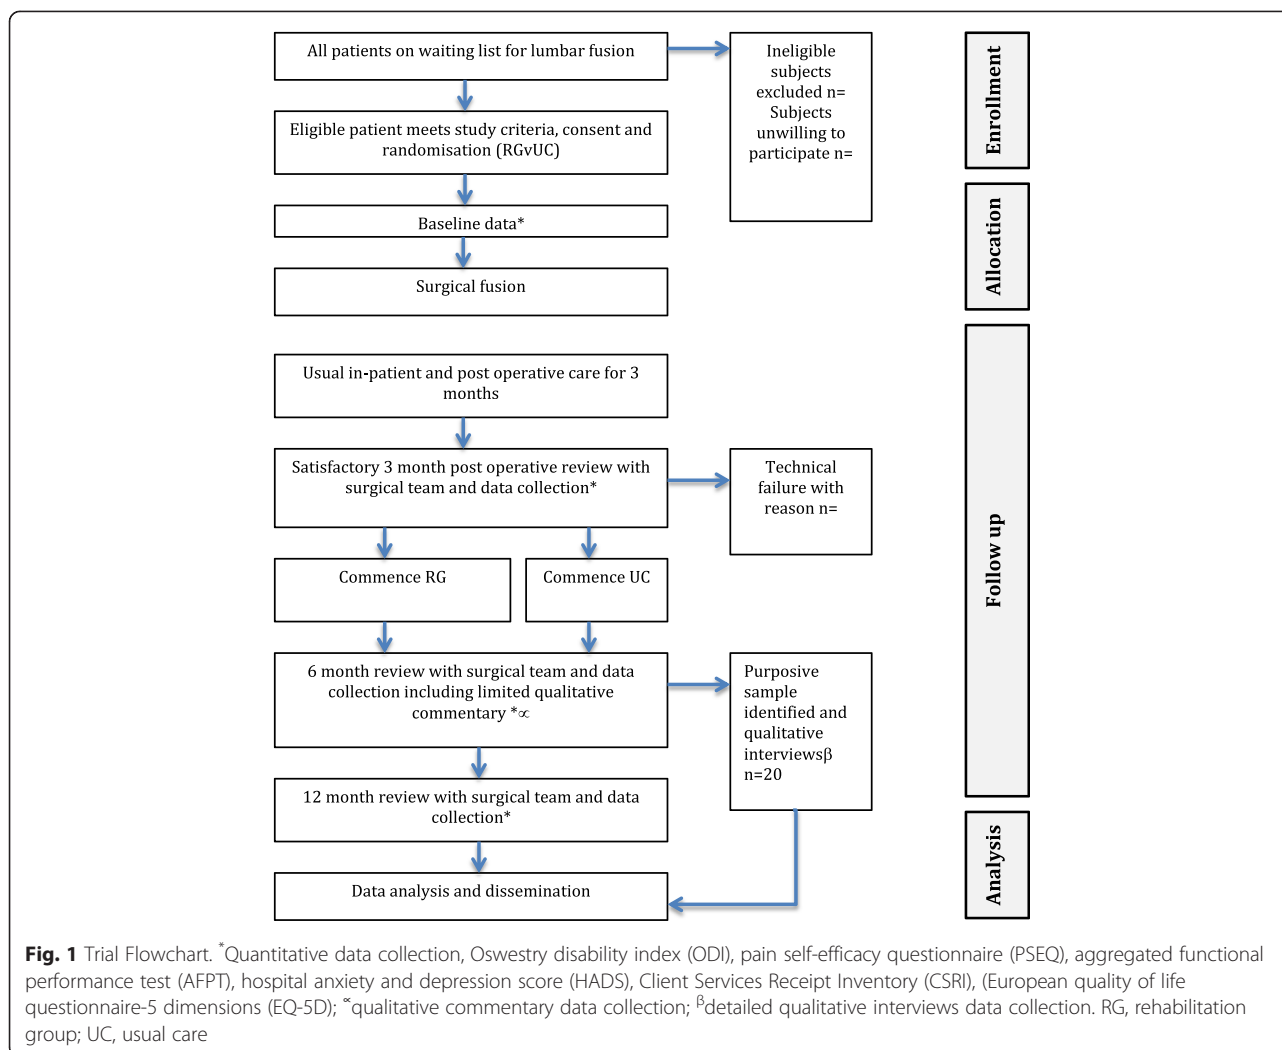 All patients on waiting list for lumbar fusion
Ineligible
subjects
excluded n=
Subjects
unwilling to
participate n=
Enrollment
Eligible patient meets study criteria, consent and
randomisation (RGvUC)
Baseline data*
Allocation
Surgical fusion
Usual in-patient and post operative care for 3
months
Satisfactory 3 month post operative review with
surgical team and data collection*
Technical
failure with
reason n=
Follow up
Commence RG
Commence UC
6 month review with surgical team and data
collection including limited qualitative
commentary *∝
Purposive
sample
identified and
qualitative
interviewsβ
n=20
12 month review with surgical team and data
collection*
Data analysis and dissemination
Analysis
Fig. 1 Trial Flowchart. *Quantitative data collection, Oswestry disability index (ODI), pain self-efficacy questionnaire (PSEQ), aggregated functional
performance test (AFPT), hospital anxiety and depression score (HADS), Client Services Receipt Inventory (CSRI), (European quality of life
questionnaire-5 dimensions (EQ-5D); ∝qualitative commentary data collection; βdetailed qualitative interviews data collection. RG, rehabilitation
group; UC, usual care